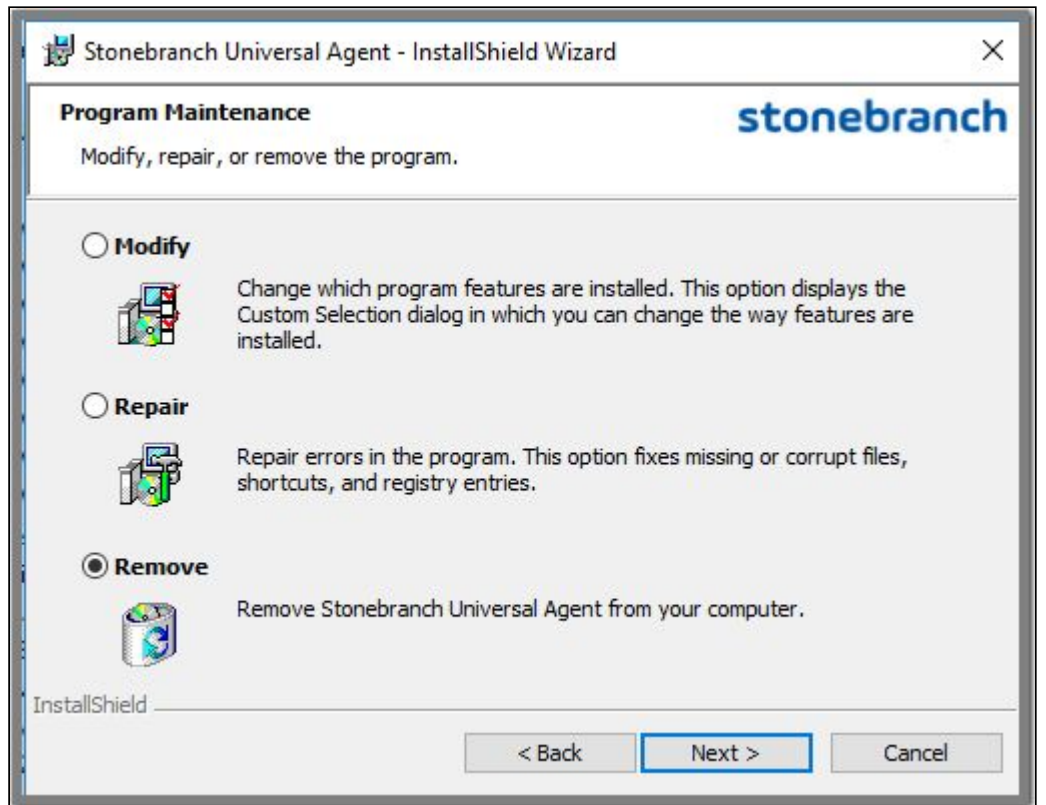 Stonebranch Universal Agent - InstallShield Wizard
Program Maintenance
stonebranch
Modify, repair, or remove the program.
Modify
Change which program features are installed. This option displays the
Custom Selection dialog in which you can change the way features are
installed.
Repair
Repair errors in the program. This option fixes missing or corrupt files,
shortcuts, and registry entries.
Remove
Remove Stonebranch Universal Agent from your computer.
InstallShield
< Back
Next >
Cancel